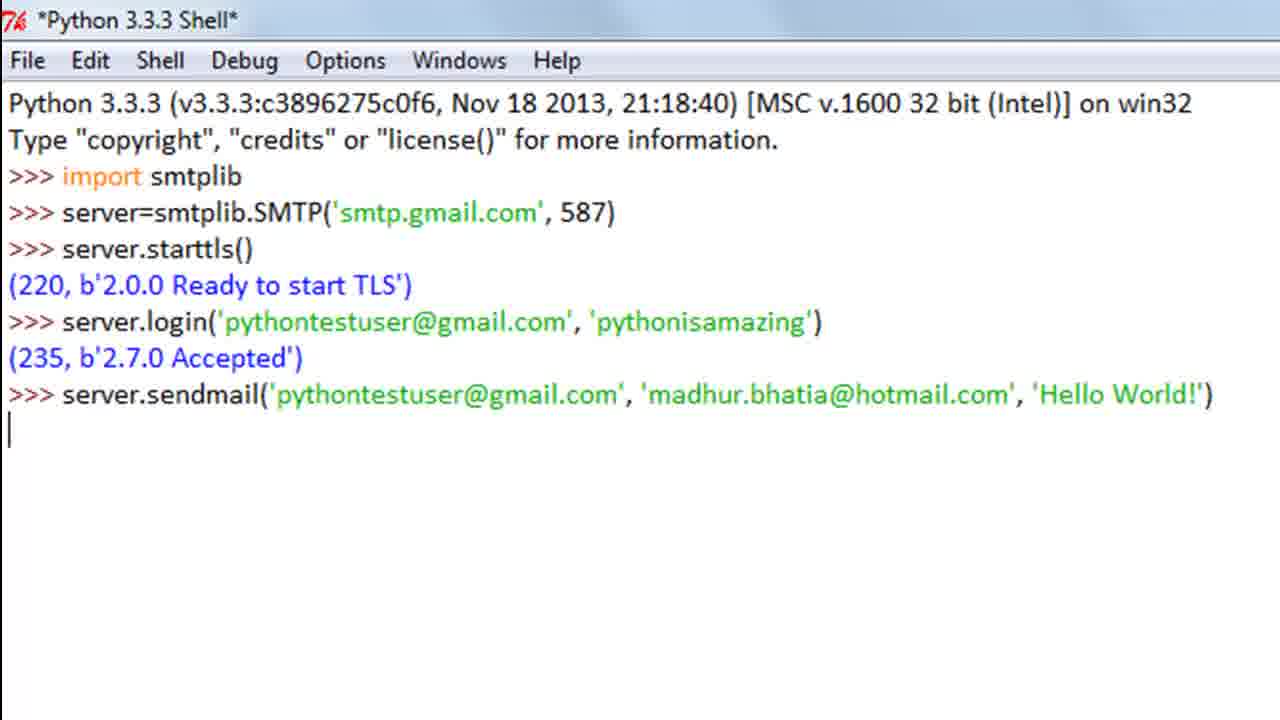 *Python 3.3.3 Shell*
File Edit Shell Debug Options Windows Help
Python 3.3.3 (v3.3.3:c3896275c0f6, Nov 18 2013, 21:18:40) [MSC v.1600 32 bit (Intel)] on win32
Type "copyright", "credits" or "license()" for more information.
>>> import smtplib
>>> server=smtplib.SMTP('smtp.gmail.com', 587)
>>> server.starttls()
(220, b'2.0.0 Ready to start TLS')
>>> server.login('pythontestuser@gmail.com', 'pythonisamazing')
(235, b'2.7.0 Accepted')
>>> server.sendmail('pythontestuser@gmail.com', 'madhur.bhatia@hotmail.com', 'Hello World!')